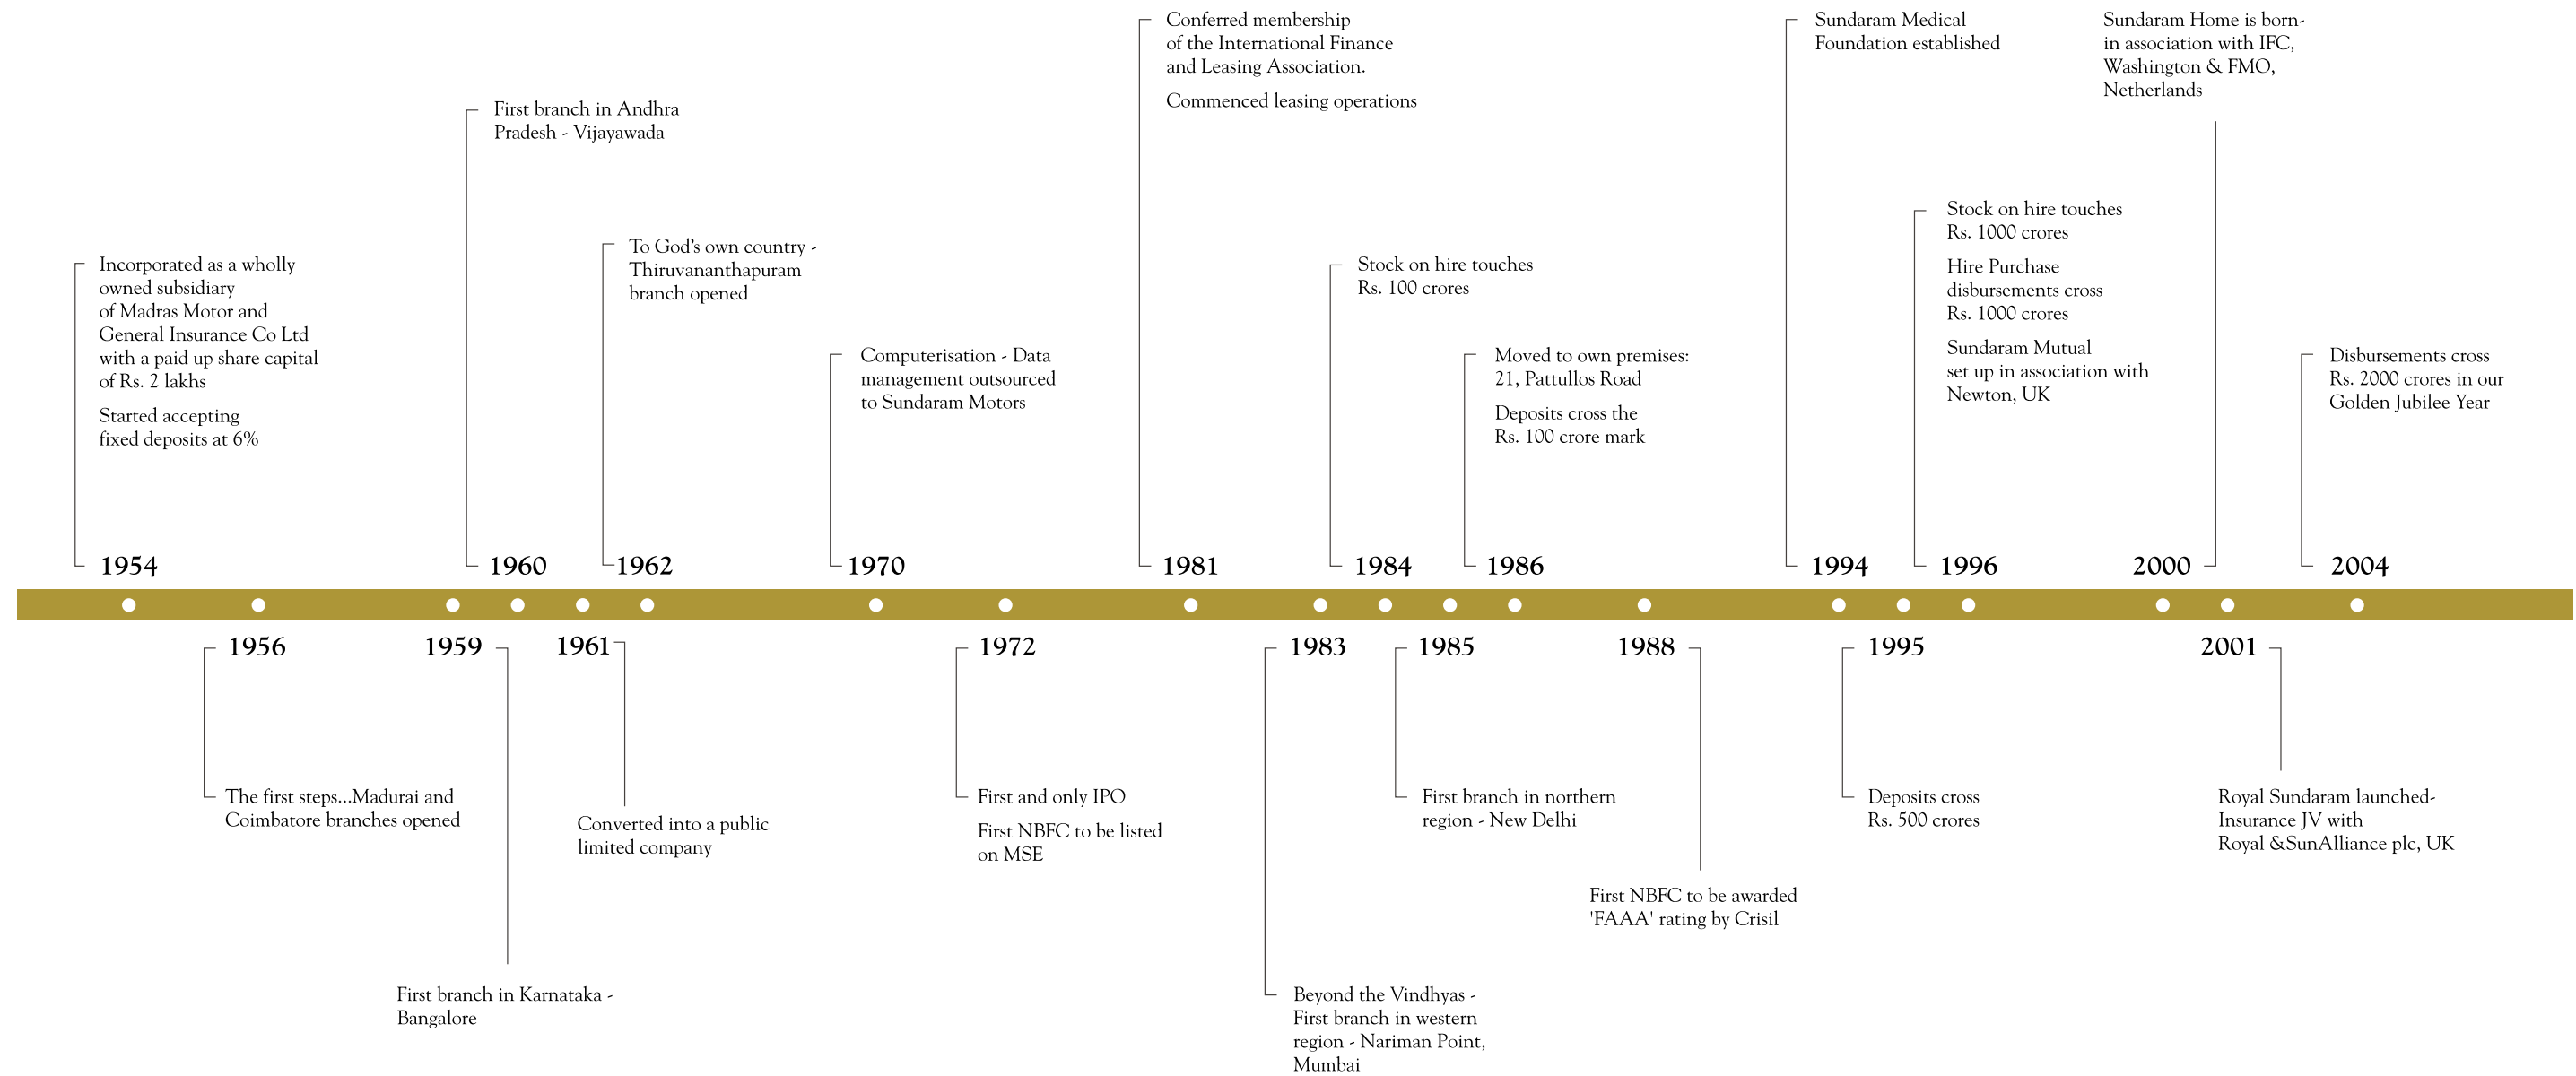 Conferred membership
of the International Finance
and Leasing Association.
Commenced leasing operations
Sundaram Medical
Foundation established
Sundaram Home is born-
in association with IFC,
Washington & FMO,
Netherlands
First branch in Andhra
Pradesh - Vijayawada
Stock on hire touches
Rs. 1000 crores
Hire Purchase
disbursements cross
Rs. 1000 crores
Sundaram Mutual
set up in association with
Newton, UK
To God's own country -
Thiruvananthapuram
branch opened
Incorporated as a wholly
owned subsidiary
of Madras Motor and
General Insurance Co Ltd
with a paid up share capital
of Rs. 2 lakhs
Started accepting
fixed deposits at 6%
Stock on hire touches
Rs. 100 crores
Computerisation - Data
management outsourced
to Sundaram Motors
Moved to own premises:
21, Pattullos Road
Deposits cross the
Rs. 100 crore mark
Disbursements cross
Rs. 2000 crores in our
Golden Jubilee Year
1954
1960
1962
1970
1981
1984
1986
1994
1996
2000
2004
1956
1959
1961
1972
1983
1985
1988
1995
2001
The first steps...Madurai and
Coimbatore branches opened
Converted into a public
limited company
First and only IPO
First NBFC to be listed
on MSE
First branch in northern
region - New Delhi
Deposits cross
Rs. 500 crores
Royal Sundaram launched-
Insurance JV with
Royal &SunAlliance plc, UK
First NBFC to be awarded
'FAAA' rating by Crisil
First branch in Karnataka -
Bangalore
Beyond the Vindhyas -
First branch in western
region - Nariman Point,
Mumbai